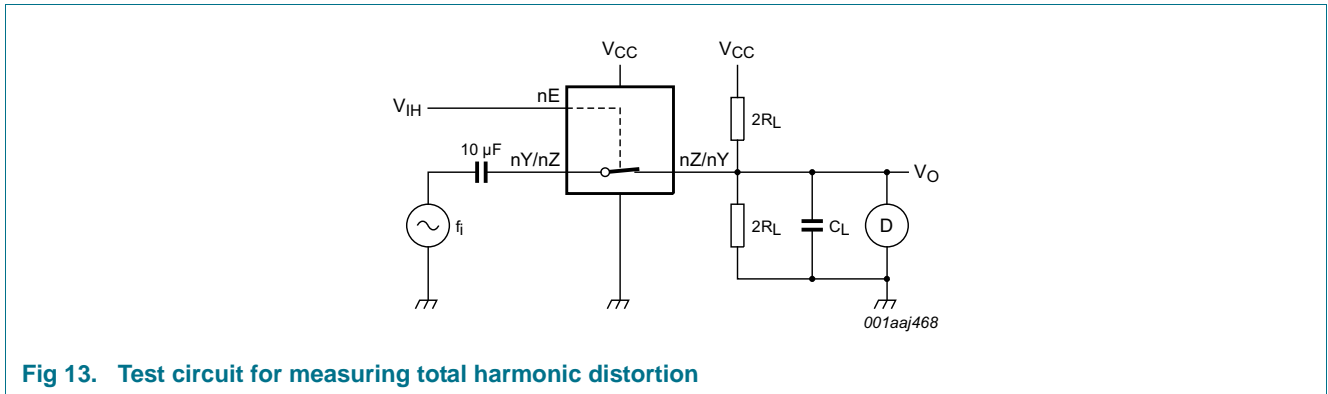 VCC
VCC
nE
VIH
2RL
10 µF
nY/nZ
nZ/nY
VO
fi
2RL
CL
D
001aaj468
Fig 13. Test circuit for measuring total harmonic distortion